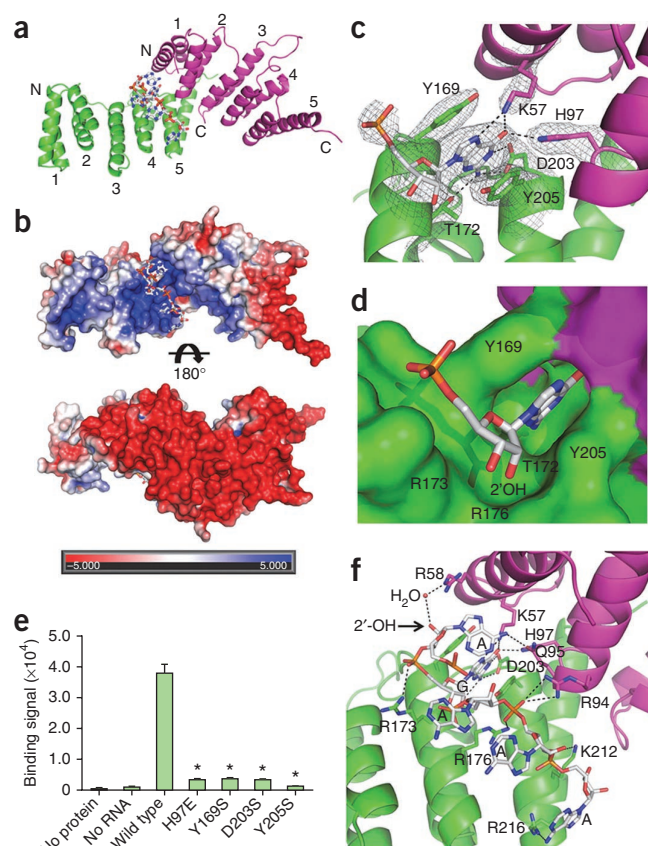 a
N
1
2
3
4
5
C
N
1
2
3
4
5
C
b
180°
–5.000
5.000
c
Y169
K57
H97
D203
Y205
T172
d
Y169
Y205
T172
R173
2′OH
R176
e
Binding signal (×10⁴)
5.0
4.0
3.0
2.0
1.0
0
* * * *
No RNA
Wild type
H97E
Y169S
D203S
Y205S
f
R58
H₂O
K57
2′-OH
A
H97
Q95
D203
G
R94
A
R173
R176
A
K212
R216
A